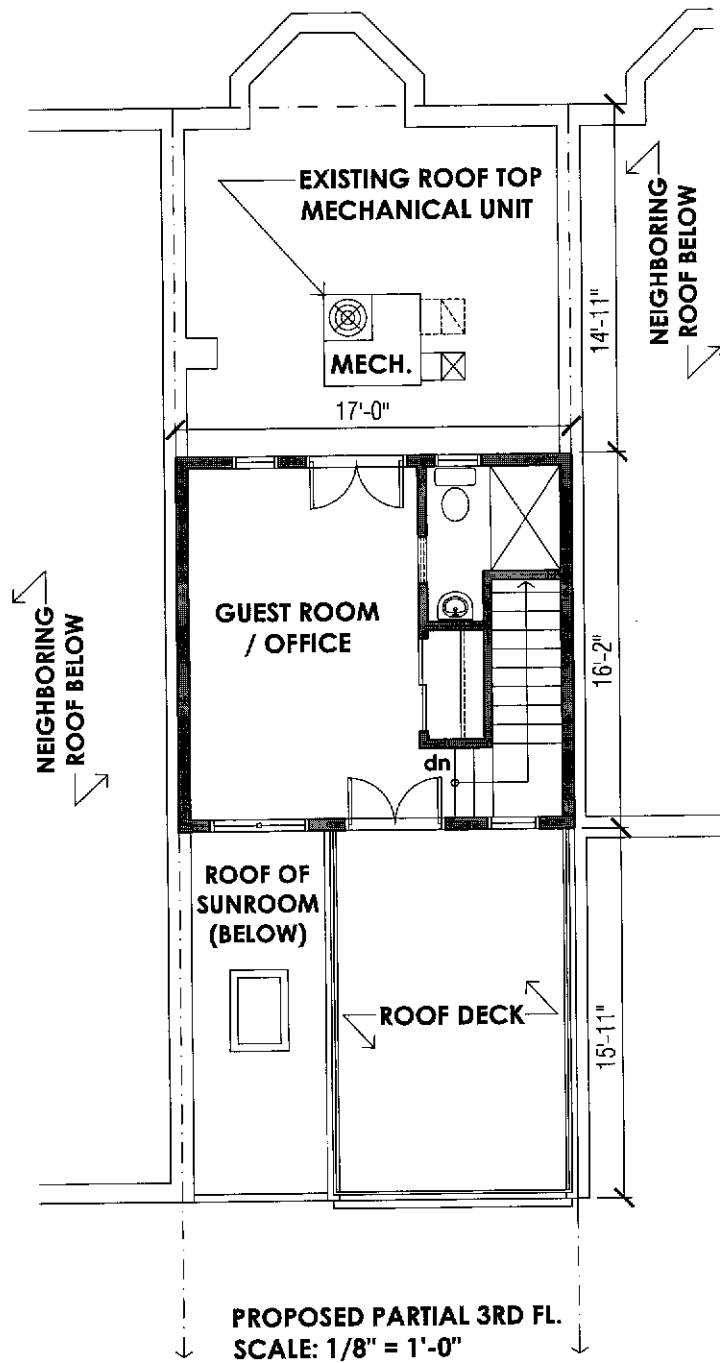 EXISTING ROOF TOP
MECHANICAL UNIT
NEIGHBORING
ROOF BELOW
14'-11"
MECH.
17'-0"
GUEST ROOM
/ OFFICE
16'-2"
NEIGHBORING
ROOF BELOW
dn
ROOF OF
SUNROOM
(BELOW)
ROOF DECK
15'-11"
PROPOSED PARTIAL 3RD FL.
SCALE: 1/8" = 1'-0"